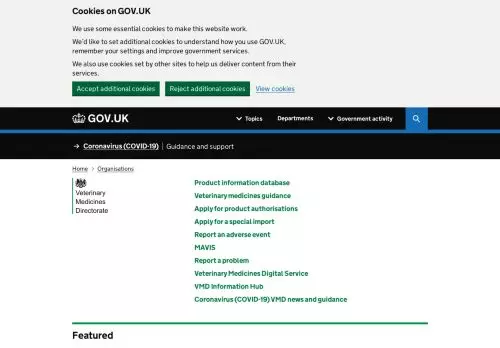 Cookies on GOV.UK
We use some essential cookies to make this website work.
We'd like to set additional cookies to understand how you use GOV.UK,
remember your settings and improve government services.
We also use cookies set by other sites to help us deliver content from their
services.
Accept additional cookies Reject additional cookies View cookies
GOV.UK Topics Departments Government activity
→ Coronavirus (COVID-19) Guidance and support
Home > Organisations
Veterinary
Medicines
Directorate
Product information database
Veterinary medicines guidance
Apply for product authorisations
Apply for a special import
Report an adverse event
MAVIS
Report a problem
Veterinary Medicines Digital Service
VMD Information Hub
Coronavirus (COVID-19) VMD news and guidance
Featured